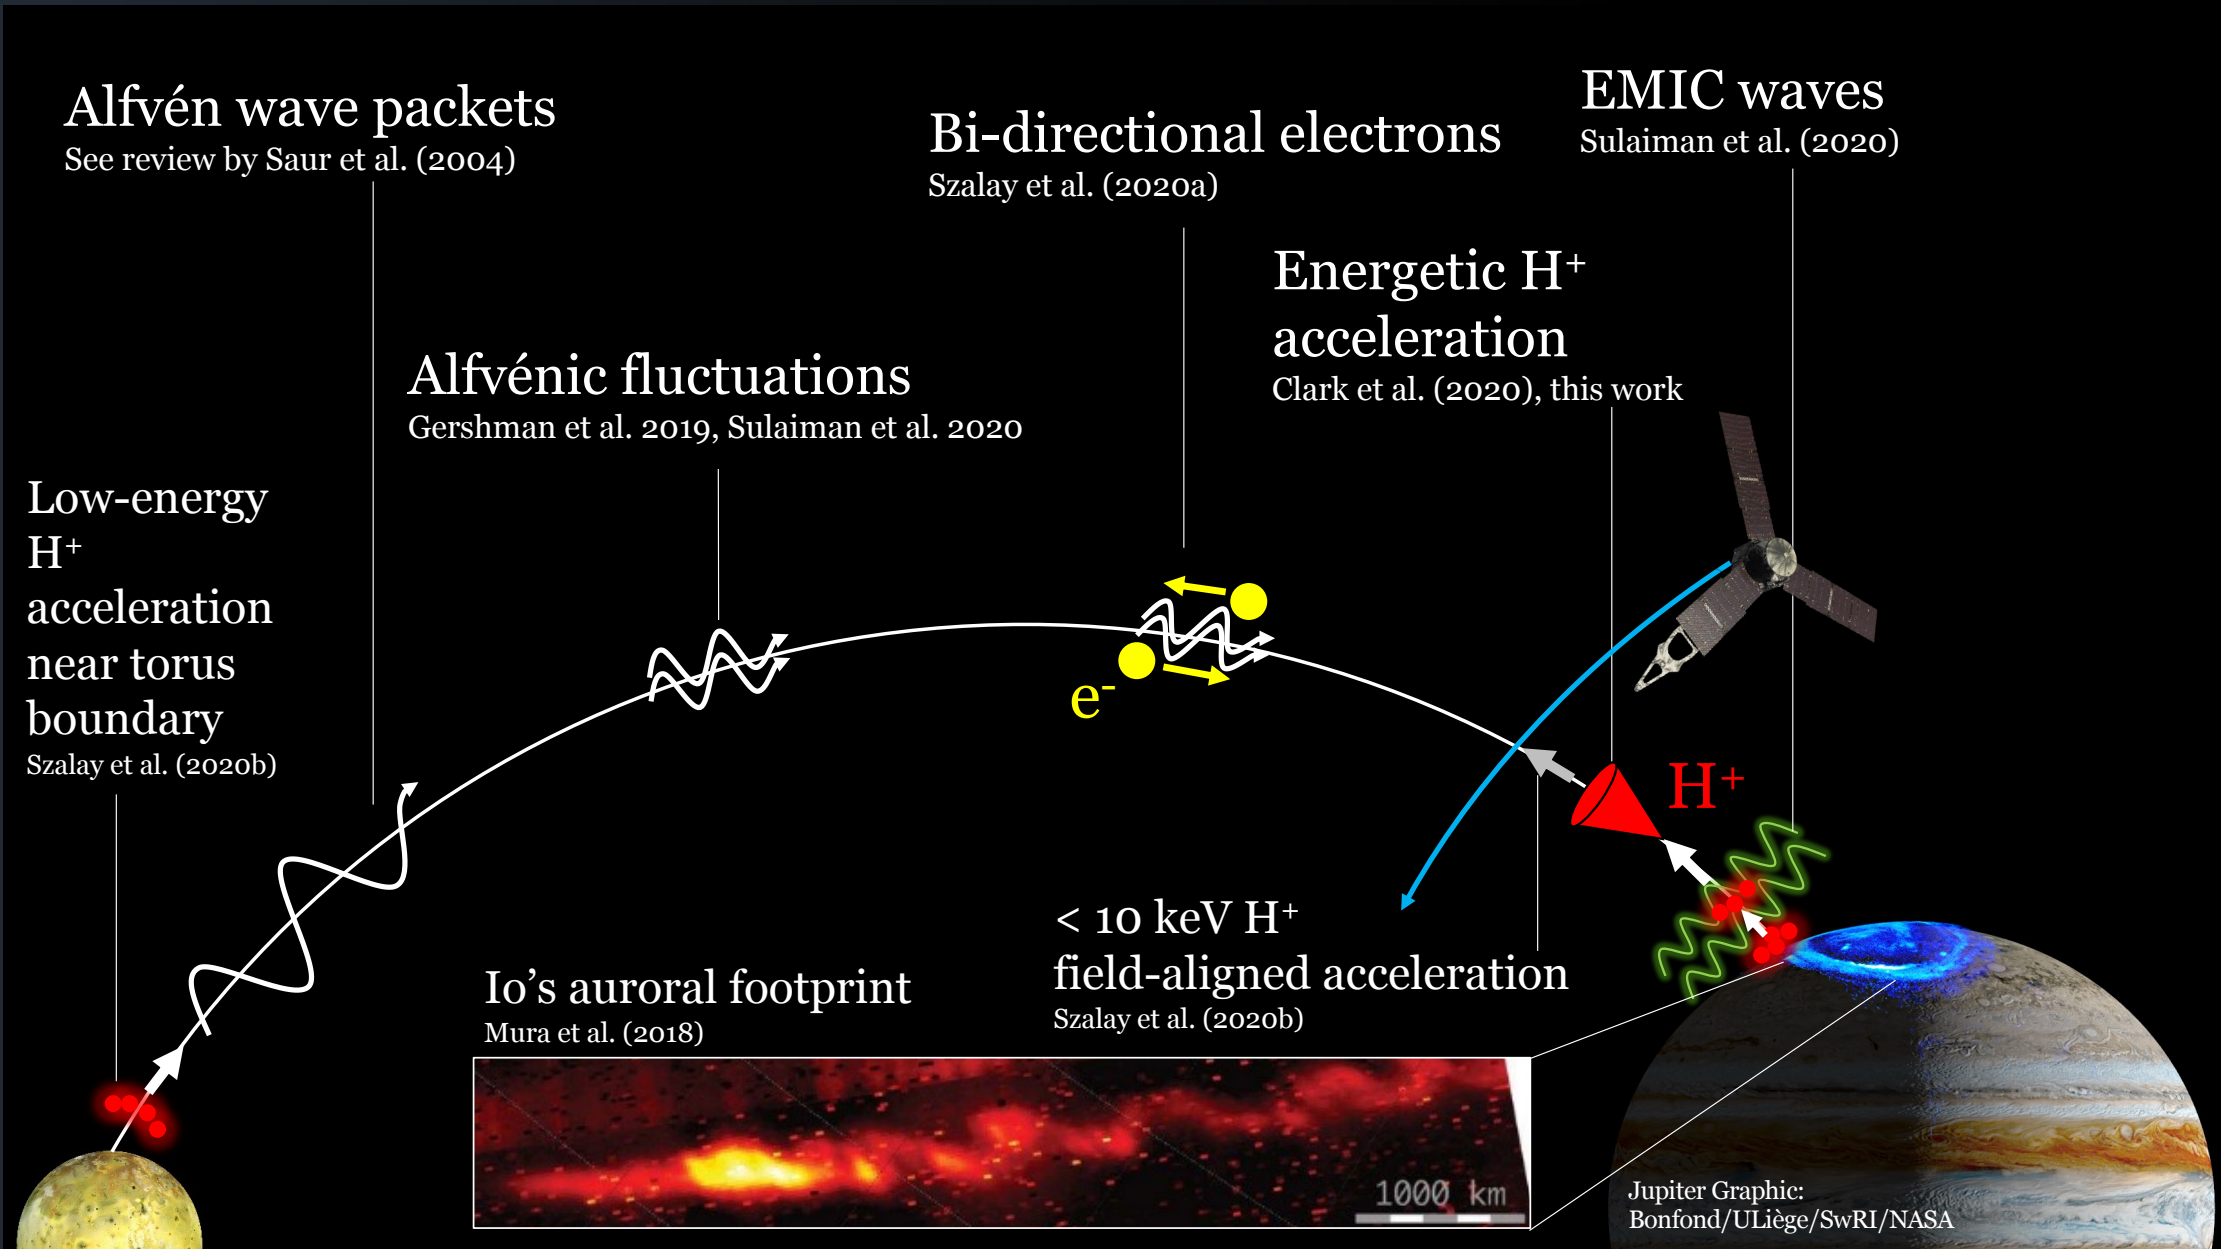 Alfvén wave packets
See review by Saur et al. (2004)
Bi-directional electrons
Szalay et al. (2020a)
EMIC waves
Sulaiman et al. (2020)
Energetic H⁺
acceleration
Clark et al. (2020), this work
Alfvénic fluctuations
Gershman et al. 2019, Sulaiman et al. 2020
Low-energy
H⁺
acceleration
near torus
boundary
Szalay et al. (2020b)
e⁻
H⁺
< 10 keV H⁺
field-aligned acceleration
Szalay et al. (2020b)
Io’s auroral footprint
Mura et al. (2018)
1000 km
Jupiter Graphic:
Bonfond/ULiège/SwRI/NASA